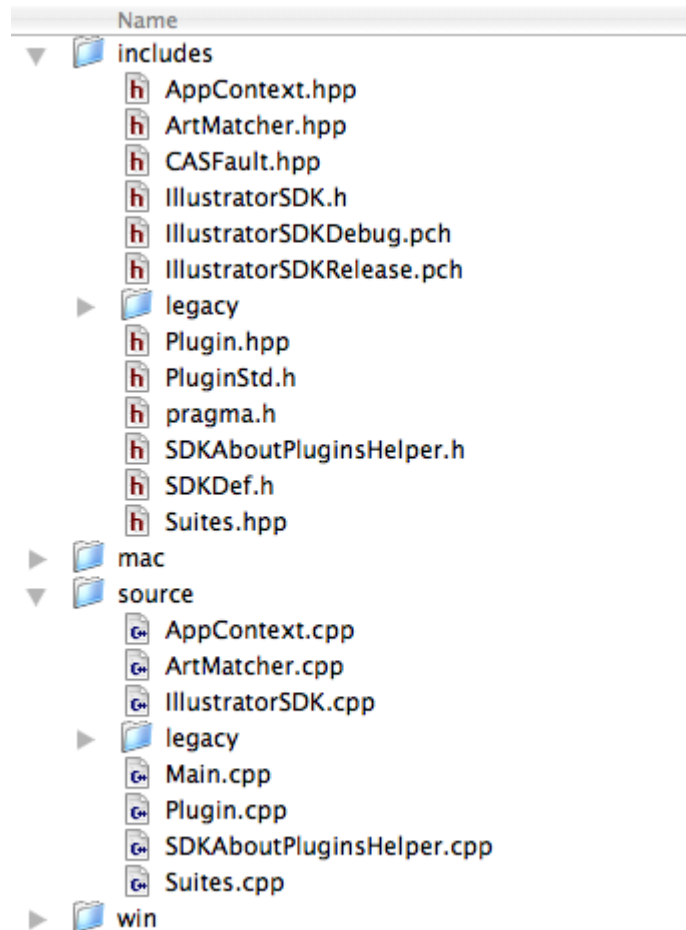 Name
includes
AppContext.hpp
ArtMatcher.hpp
CASFault.hpp
IllustratorSDK.h
IllustratorSDKDebug.pch
IllustratorSDKRelease.pch
legacy
Plugin.hpp
PluginStd.h
pragma.h
SDKAboutPluginsHelper.h
SDKDef.h
Suites.hpp
mac
source
AppContext.cpp
ArtMatcher.cpp
IllustratorSDK.cpp
legacy
Main.cpp
Plugin.cpp
SDKAboutPluginsHelper.cpp
Suites.cpp
win